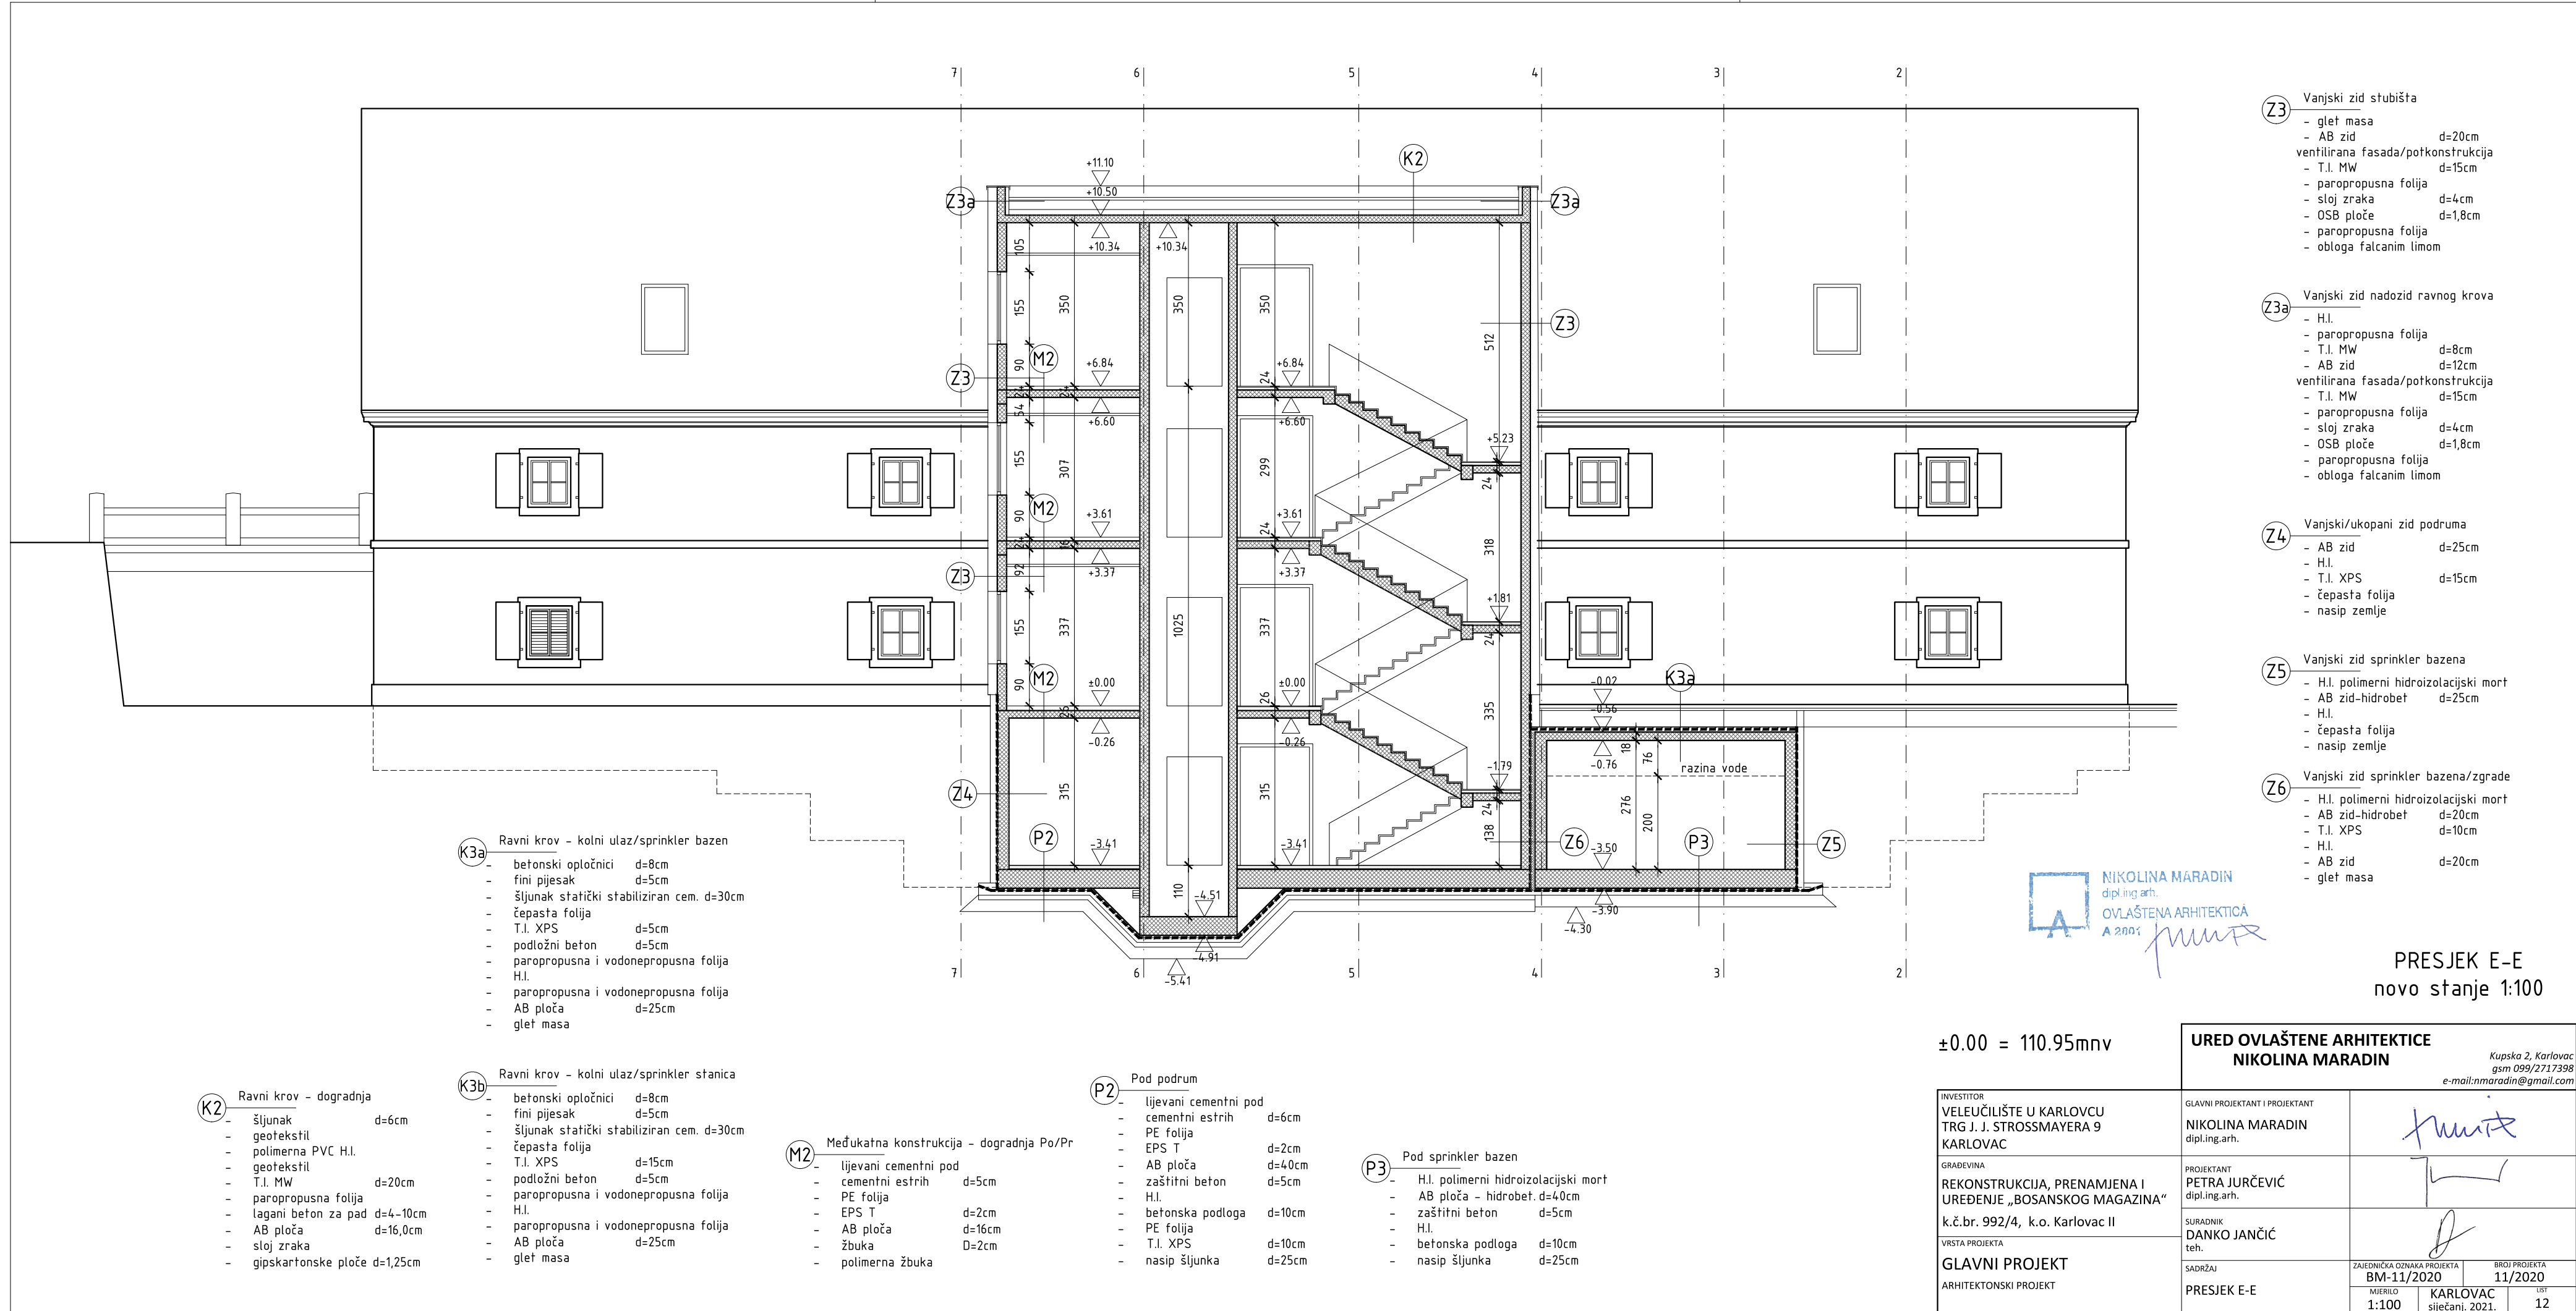 7
6
5
4
3
2
+11.10
+10.50
K2
Z3a
Z3a
+10.34
+10.34
105
155
350
350
350
512
Z3
90
M2
+6.84
+6.84
24
24
24
Z3
54
+6.60
+6.60
+5.23
24
155
307
299
90
M2
+3.61
+3.61
24
24
16
318
92
+3.37
+3.37
Z3
+1.81
24
155
337
1025
337
90
M2
±0.00
±0.00
26
26
335
-0.26
-0.26
-0.02
K3a
-0.56
18
76
-0.76
razina vode
-1.79
24
138
Z4
315
315
276
200
P2
-3.41
-3.41
Z6
-3.50
P3
Z5
110
-4.51
-3.90
-4.30
-4.91
-5.41
7
6
5
4
3
2
Z3
Vanjski zid stubišta
- glet masa
- AB zid d=20cm
ventilirana fasada/potkonstrukcija
- T.I. MW d=15cm
- paropropusna folija
- sloj zraka d=4cm
- OSB ploče d=1,8cm
- paropropusna folija
- obloga falcanim limom
Z3a
Vanjski zid nadozid ravnog krova
- H.I.
- paropropusna folija
- T.I. MW d=8cm
- AB zid d=12cm
ventilirana fasada/potkonstrukcija
- T.I. MW d=15cm
- paropropusna folija
- sloj zraka d=4cm
- OSB ploče d=1,8cm
- paropropusna folija
- obloga falcanim limom
Z4
Vanjski/ukopani zid podruma
- AB zid d=25cm
- H.I.
- T.I. XPS d=15cm
- čepasta folija
- nasip zemlje
Z5
Vanjski zid sprinkler bazena
- H.I. polimerni hidroizolacijski mort
- AB zid-hidrobet d=25cm
- H.I.
- čepasta folija
- nasip zemlje
Z6
Vanjski zid sprinkler bazena/zgrade
- H.I. polimerni hidroizolacijski mort
- AB zid-hidrobet d=20cm
- T.I. XPS d=10cm
- H.I.
- AB zid d=20cm
- glet masa
K3a
Ravni krov - kolni ulaz/sprinkler bazen
- betonski opločnici d=8cm
- fini pijesak d=5cm
- šljunak statički stabiliziran cem. d=30cm
- čepasta folija
- T.I. XPS d=5cm
- podložni beton d=5cm
- paropropusna i vodonepropusna folija
- H.I.
- paropropusna i vodonepropusna folija
- AB ploča d=25cm
- glet masa
K2
Ravni krov - dogradnja
- šljunak d=6cm
- geotekstil
- polimerna PVC H.I.
- geotekstil
- T.I. MW d=20cm
- paropropusna folija
- lagani beton za pad d=4-10cm
- AB ploča d=16,0cm
- sloj zraka
- gipskartonske ploče d=1,25cm
K3b
Ravni krov - kolni ulaz/sprinkler stanica
- betonski opločnici d=8cm
- fini pijesak d=5cm
- šljunak statički stabiliziran cem. d=30cm
- čepasta folija
- T.I. XPS d=15cm
- podložni beton d=5cm
- paropropusna i vodonepropusna folija
- H.I.
- paropropusna i vodonepropusna folija
- AB ploča d=25cm
- glet masa
M2
Međukatna konstrukcija - dogradnja Po/Pr
- lijevani cementni pod
- cementni estrih d=5cm
- PE folija
- EPS T d=2cm
- AB ploča d=16cm
- žbuka D=2cm
- polimerna žbuka
P2
Pod podrum
- lijevani cementni pod
- cementni estrih d=6cm
- PE folija
- EPS T d=2cm
- AB ploča d=40cm
- zaštitni beton d=5cm
- H.I.
- betonska podloga d=10cm
- PE folija
- T.I. XPS d=10cm
- nasip šljunka d=25cm
P3
Pod sprinkler bazen
- H.I. polimerni hidroizolacijski mort
- AB ploča - hidrobet. d=40cm
- zaštitni beton d=5cm
- H.I.
- betonska podloga d=10cm
- nasip šljunka d=25cm
NIKOLINA MARADIN
dipl.ing.arh.
OVLAŠTENA ARHITEKTICA
A 2001
PRESJEK E-E
novo stanje 1:100
±0.00 = 110.95mnv
URED OVLAŠTENE ARHITEKTICE
NIKOLINA MARADIN
Kupska 2, Karlovac
gsm 099/2717398
e-mail:nmaradin@gmail.com
INVESTITOR
VELEUČILIŠTE U KARLOVCU
TRG J. J. STROSSMAYERA 9
KARLOVAC
GRAĐEVINA
REKONSTRUKCIJA, PRENAMJENA I
UREĐENJE „BOSANSKOG MAGAZINA“
k.č.br. 992/4, k.o. Karlovac II
VRSTA PROJEKTA
GLAVNI PROJEKT
ARHITEKTONSKI PROJEKT
GLAVNI PROJEKTANT I PROJEKTANT
NIKOLINA MARADIN
dipl.ing.arh.
PROJEKTANT
PETRA JURČEVIĆ
dipl.ing.arh.
SURADNIK
DANKO JANČIĆ
teh.
SADRŽAJ
PRESJEK E-E
ZAJEDNIČKA OZNAKA PROJEKTA
BM-11/2020
BROJ PROJEKTA
11/2020
MJERILO
1:100
KARLOVAC
siječanj, 2021.
LIST
12